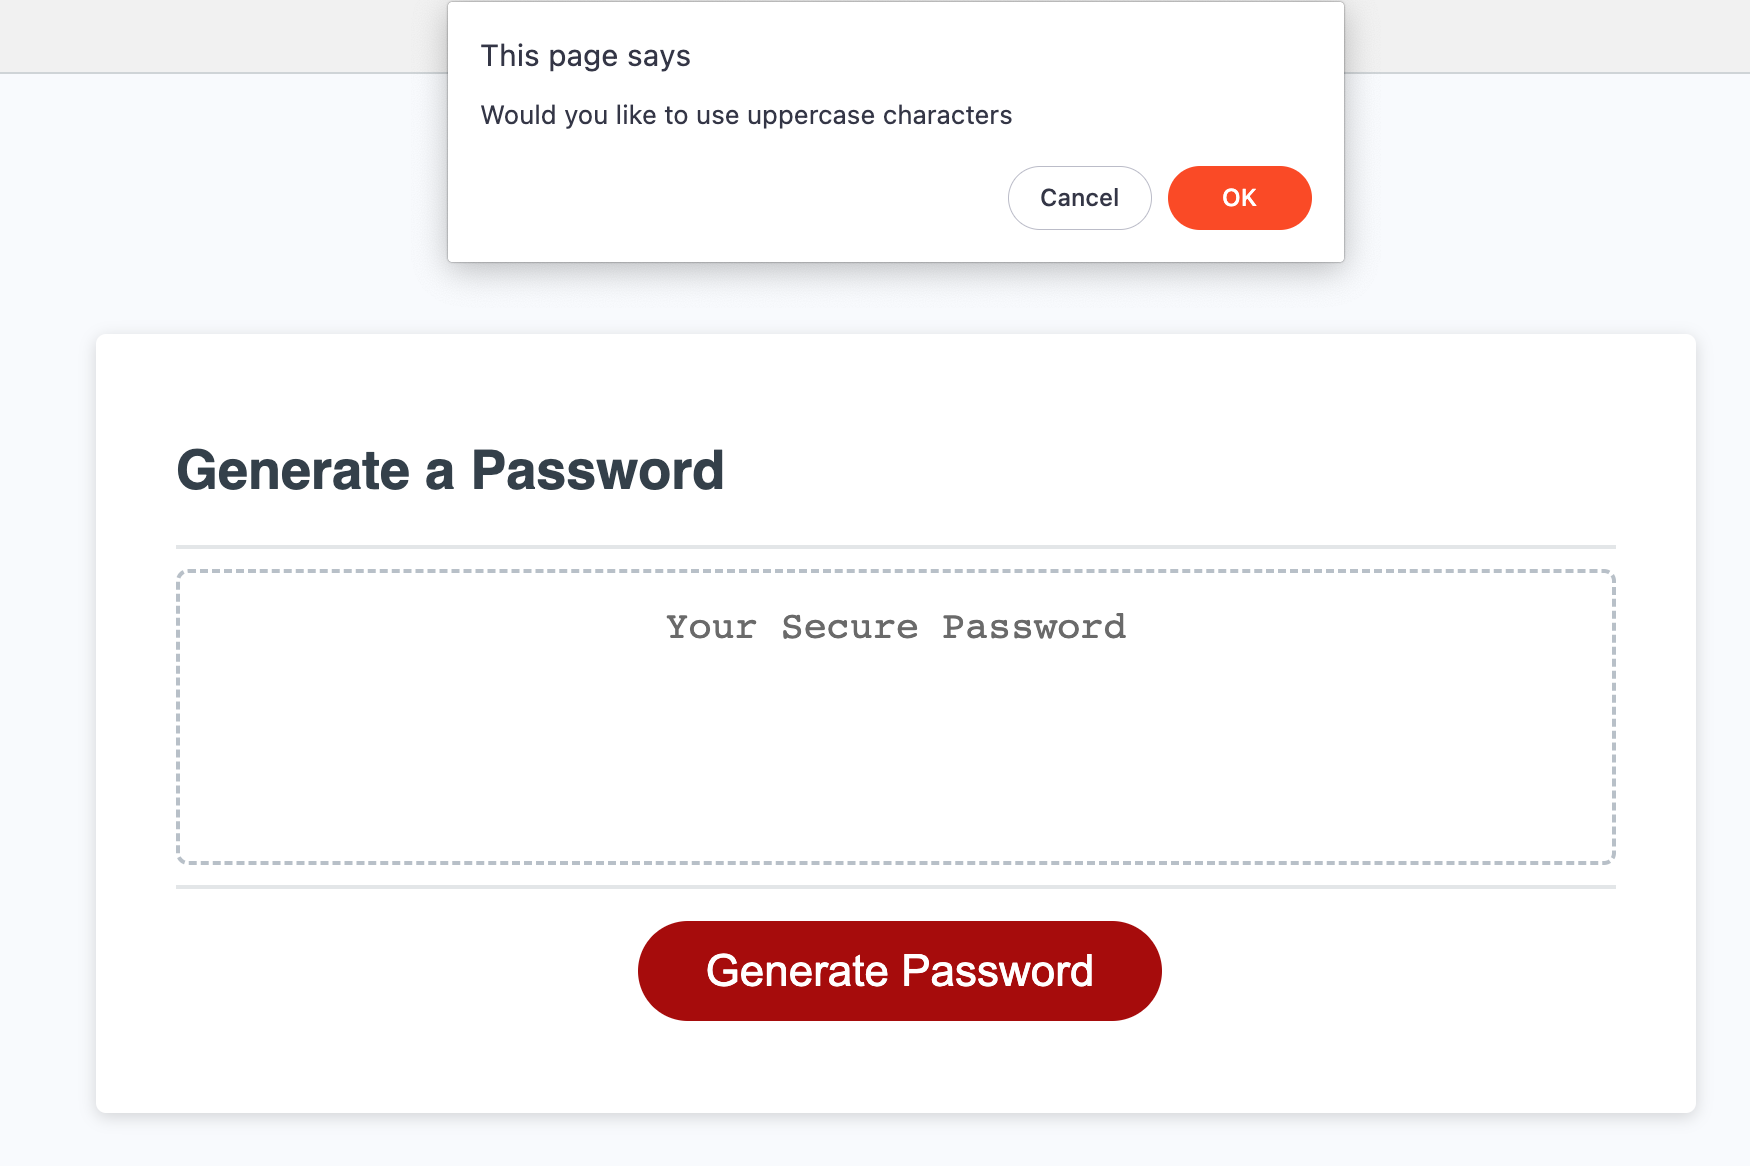 This page says
Would you like to use uppercase characters
Cancel
OK
Generate a Password
Your Secure Password
Generate Password